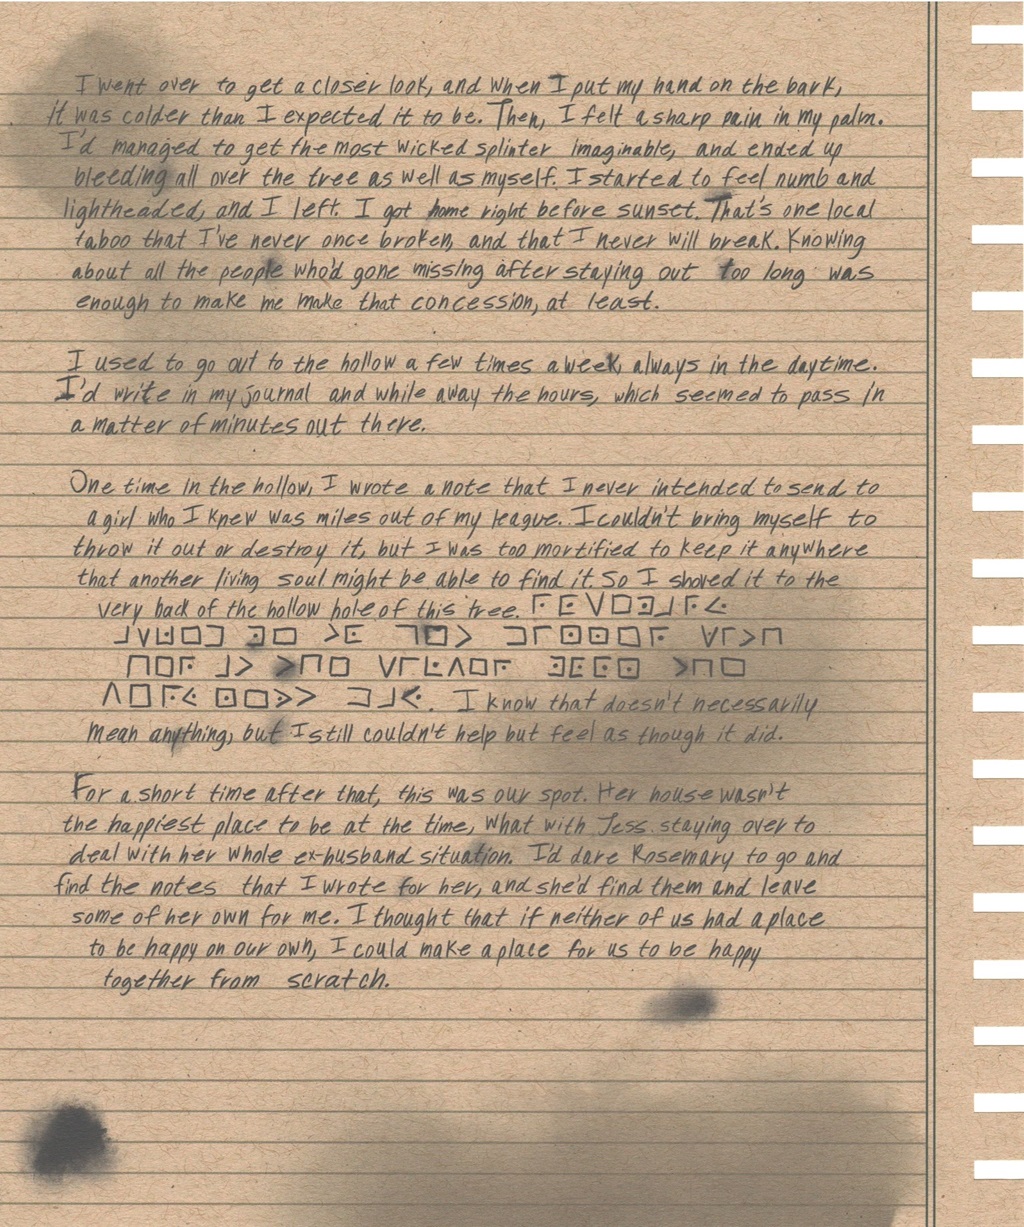 I went over to get a closer look, and when I put my hand on the bark,
it was colder than I expected it to be. Then, I felt a sharp pain in my palm.
I'd managed to get the most wicked splinter imaginable, and ended up
bleeding all over the tree as well as myself. I started to feel numb and
lightheaded, and I left. I got home right before sunset. That's one local
taboo that I've never once broken, and that I never will break. Knowing
about all the people who'd gone missing after staying out too long was
enough to make me make that concession, at least.

I used to go out to the hollow a few times a week, always in the daytime.
I'd write in my journal and while away the hours, which seemed to pass in
a matter of minutes out there.

One time in the hollow, I wrote a note that I never intended to send to
a girl who I knew was miles out of my league. I couldn't bring myself to
throw it out or destroy it, but I was too mortified to keep it anywhere
that another living soul might be able to find it. So I shoved it to the
very back of the hollow hole of this tree.
I know that doesn't necessarily
mean anything, but I still couldn't help but feel as though it did.

For a short time after that, this was our spot. Her house wasn't
the happiest place to be at the time, what with Jess staying over to
deal with her whole ex-husband situation. I'd dare Rosemary to go and
find the notes that I wrote for her, and she'd find them and leave
some of her own for me. I thought that if neither of us had a place
to be happy on our own, I could make a place for us to be happy
together from scratch.